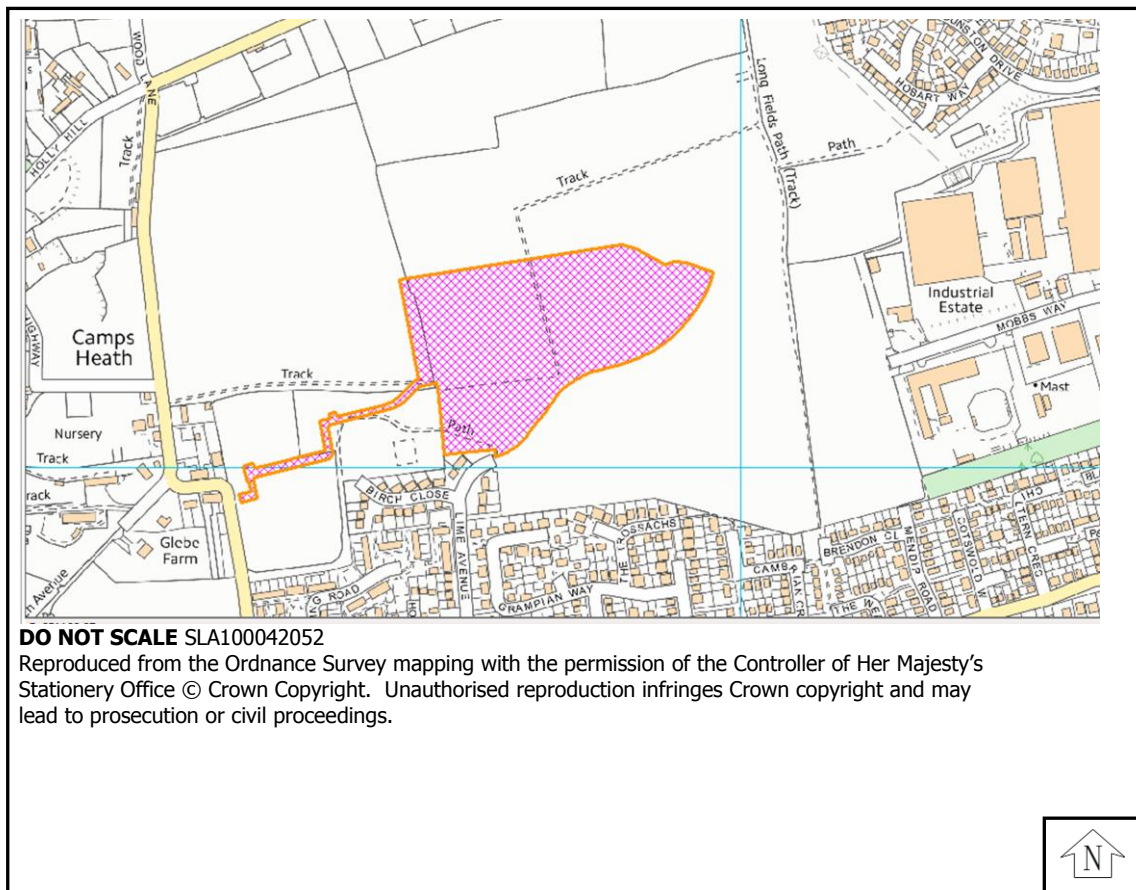 WOOD LANE
HOLLY HILL
Track
Long Fields Path (Track)
HOBART WAY
Path
Track
Industrial
Estate
MOBBS WAY
Mast
Camps
Heath
Track
Nursery
Track
Path
BIRCH CLOSE
LIME AVENUE
Glebe
Farm
THE
GRAMPIAN WAY
BRENDON CL
MENDIP ROAD
DO NOT SCALE SLA100042052
Reproduced from the Ordnance Survey mapping with the permission of the Controller of Her Majesty's
Stationery Office © Crown Copyright. Unauthorised reproduction infringes Crown copyright and may
lead to prosecution or civil proceedings.
N